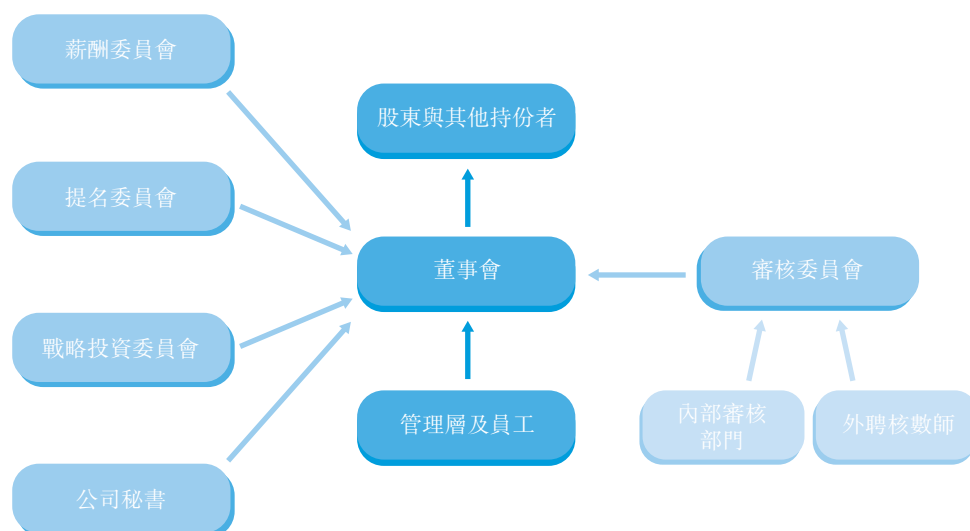 薪酬委員會
股東與其他持份者
提名委員會
董事會
審核委員會
戰略投資委員會
管理層及員工
內部審核
部門
外聘核數師
公司秘書